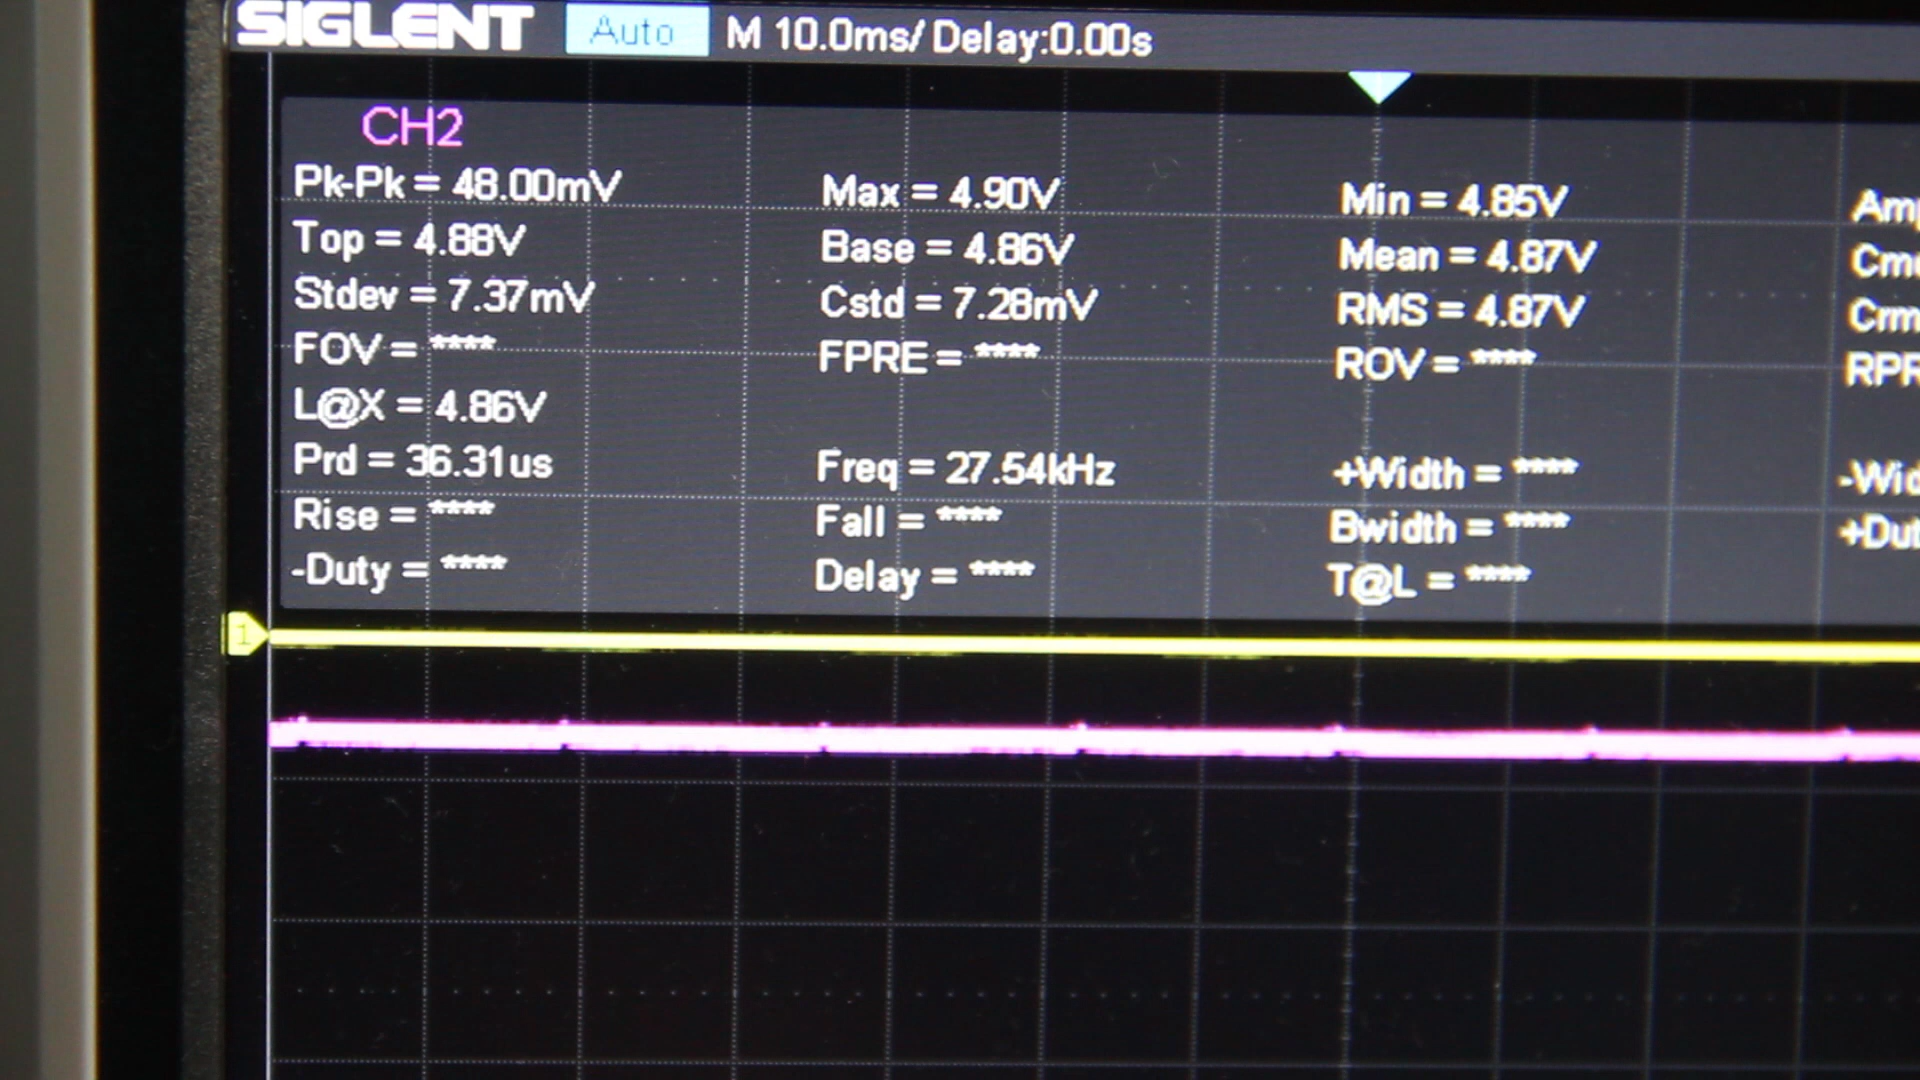 SIGLENT Auto M 10.0ms/ Delay:0.00s
CH2
Pk-Pk = 48.00mV Max = 4.90V Min = 4.85V
Top = 4.88V Base = 4.86V Mean = 4.87V
Stdev = 7.37mV Cstd = 7.28mV RMS = 4.87V
FOV = **** FPRE = **** ROV = ****
L@X = 4.86V
Prd = 36.31us Freq = 27.54kHz +Width = ****
Rise = **** Fall = **** Bwidth = ****
-Duty = **** Delay = **** T@L = ****
1